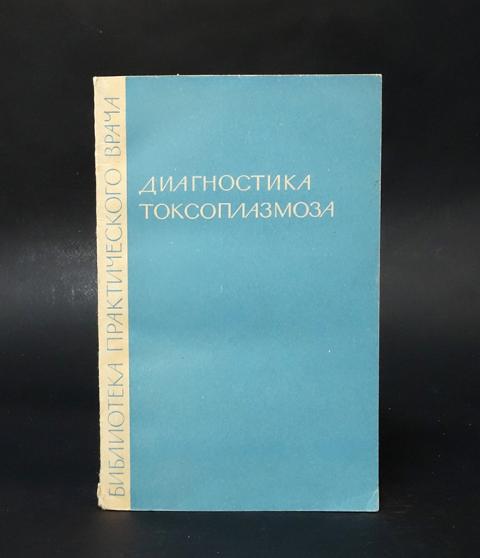 БИБЛИОТЕКА ПРАКТИЧЕСКОГО ВРАЧА
ДИАГНОСТИКА
ТОКСОПЛАЗМОЗА